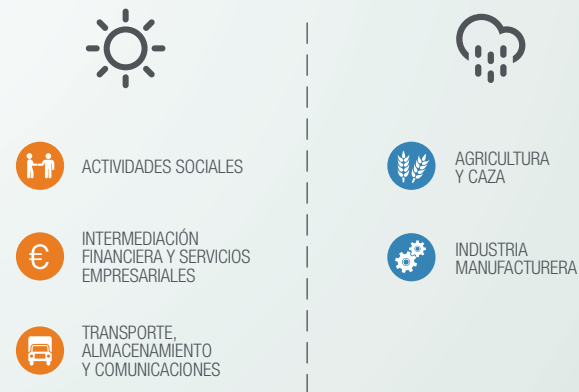 ACTIVIDADES SOCIALES
INTERMEDIACIÓN
FINANCIERA Y SERVICIOS
EMPRESARIALES
TRANSPORTE,
ALMACENAMIENTO
Y COMUNICACIONES
AGRICULTURA
Y CAZA
INDUSTRIA
MANUFACTURERA